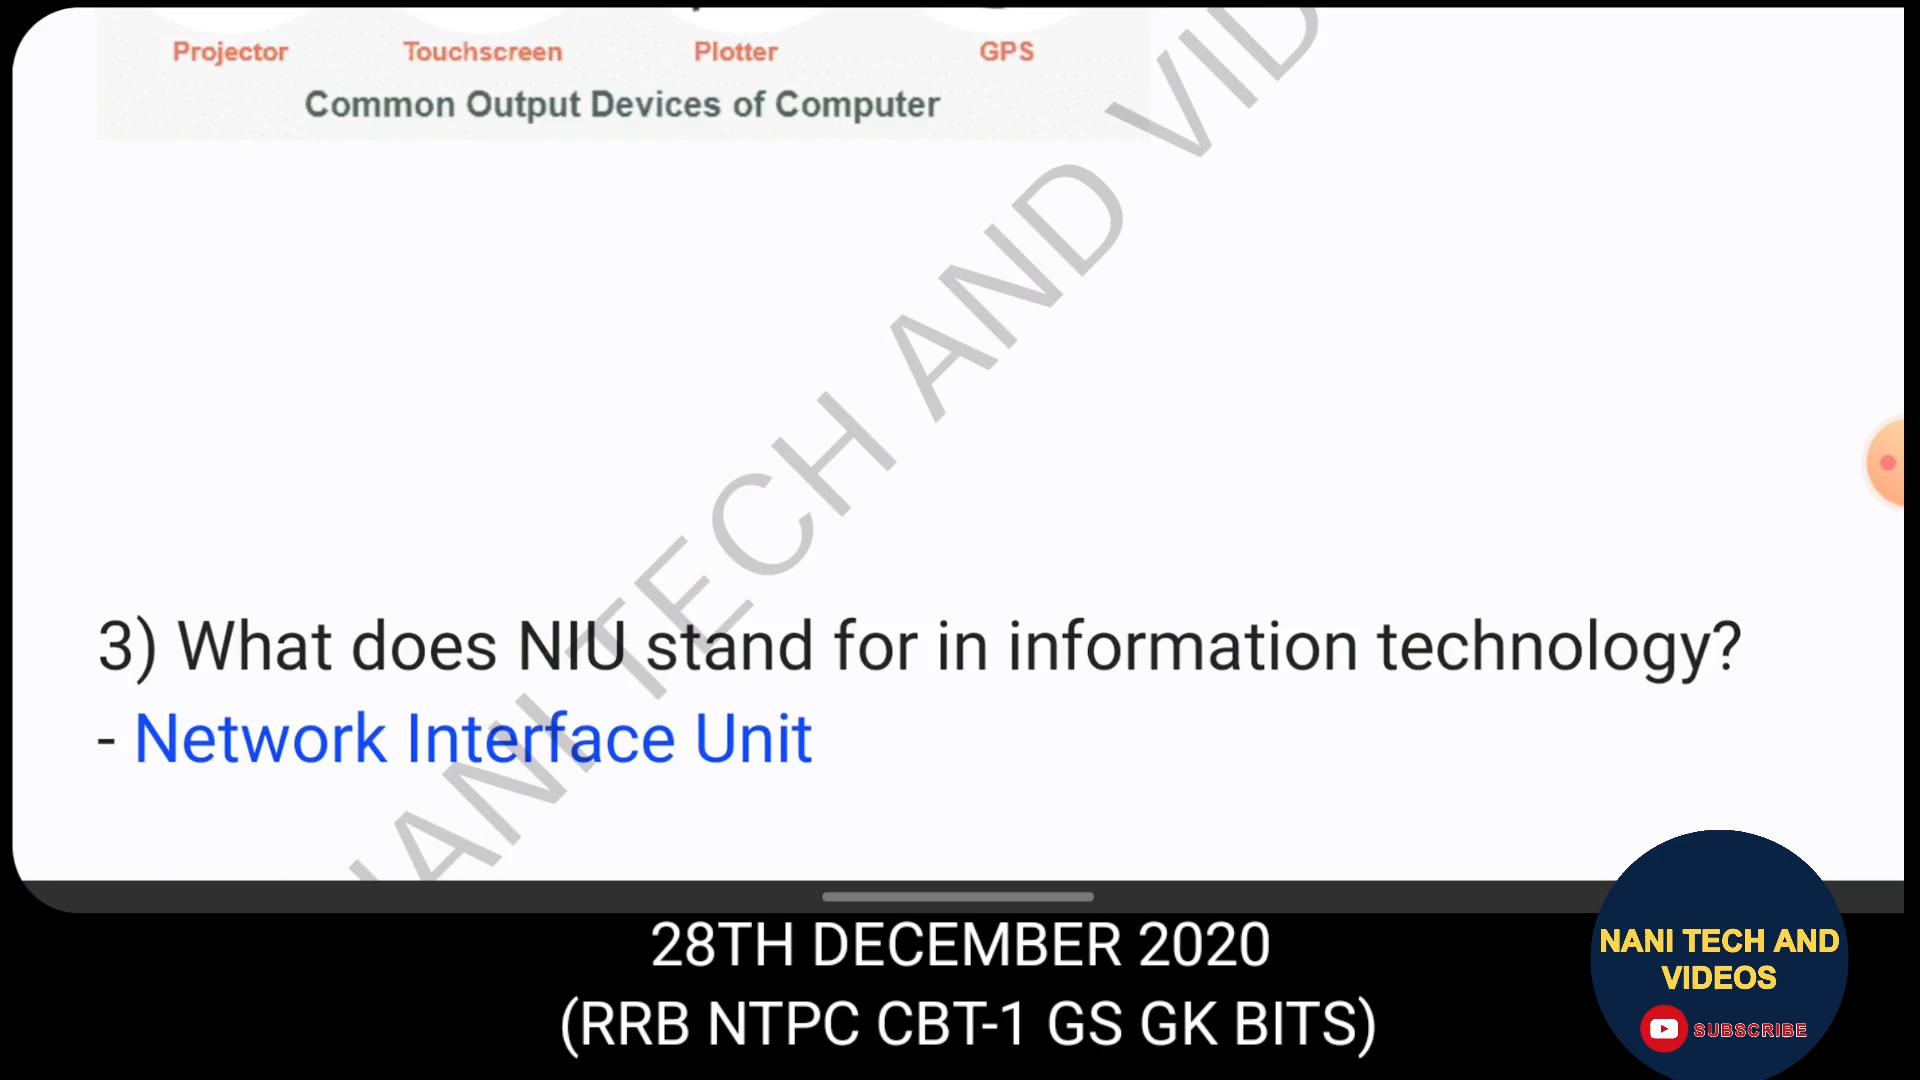 Projector Touchscreen Plotter GPS
Common Output Devices of Computer
NANI TECH AND VID
3) What does NIU stand for in information technology?
- Network Interface Unit
28TH DECEMBER 2020
(RRB NTPC CBT-1 GS GK BITS)
NANI TECH AND
VIDEOS
SUBSCRIBE